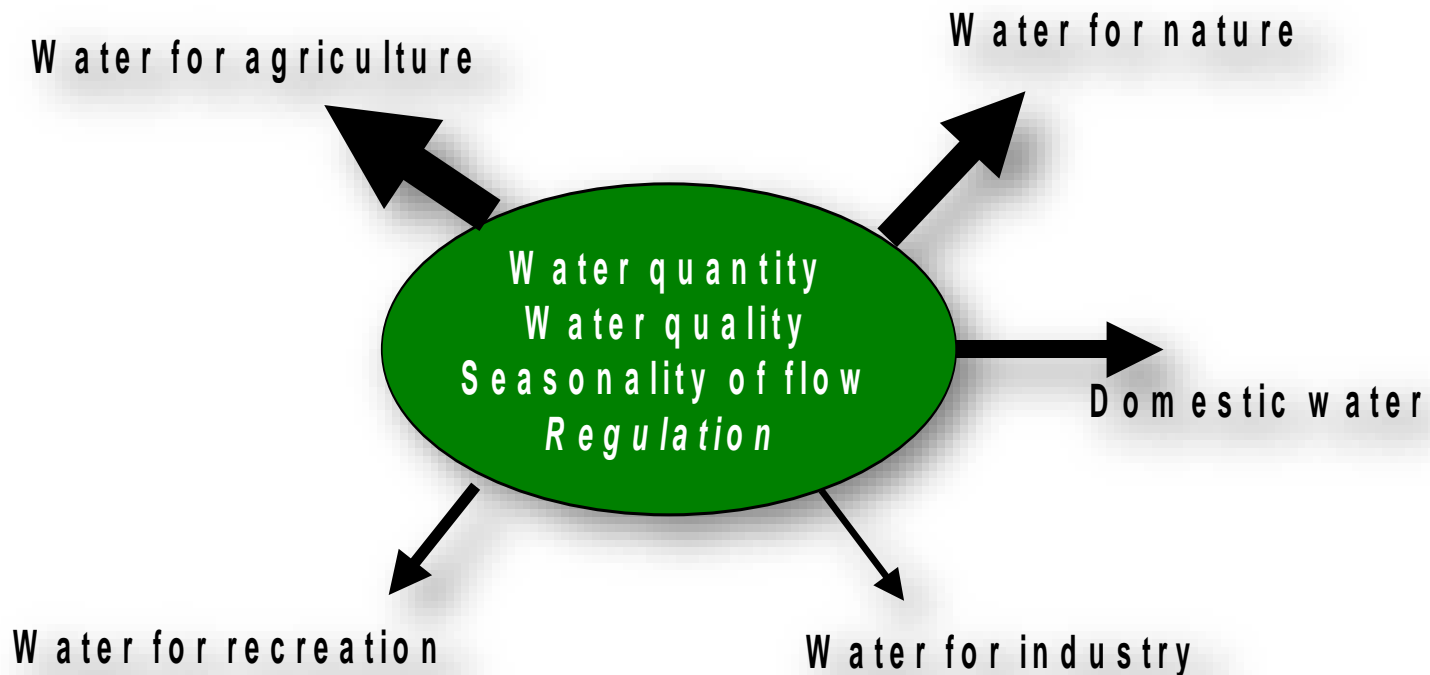 Water for agriculture
Water for nature
Water quantity
Water quality
Seasonality of flow
Regulation
Domestic water
Water for recreation
Water for industry